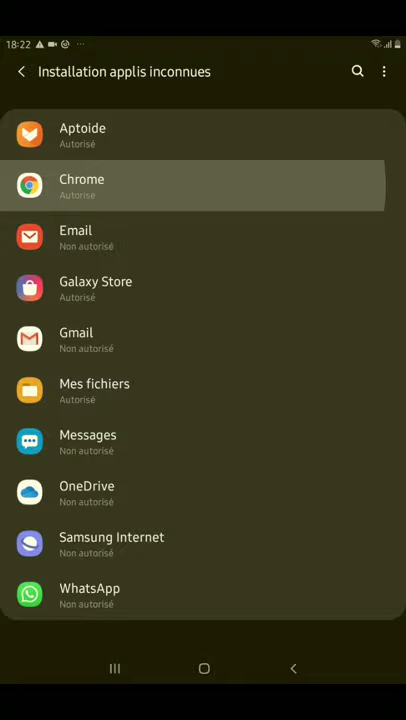 18:22
Installation applis inconnues
Aptoide
Autorisé
Chrome
Autorisé
Email
Non autorisé
Galaxy Store
Autorisé
Gmail
Non autorisé
Mes fichiers
Autorisé
Messages
Non autorisé
OneDrive
Non autorisé
Samsung Internet
Non autorisé
WhatsApp
Non autorisé